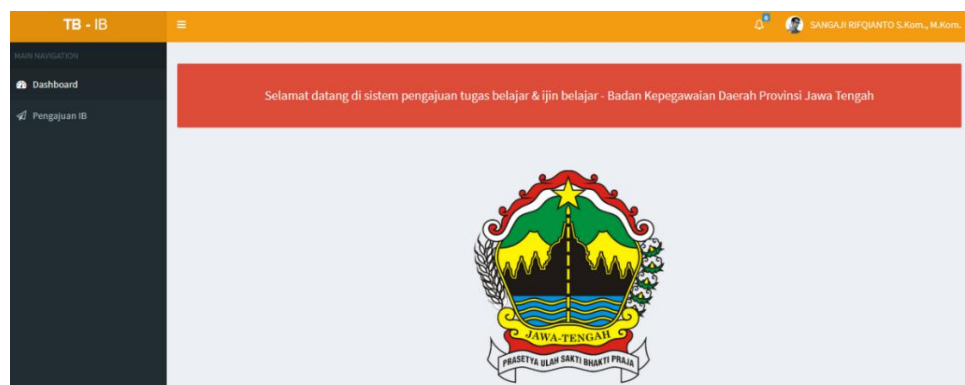 TB - IB
SANGAJI RIFQIANTO S.Kom., M.Kom.
MAIN NAVIGATION
Dashboard
Pengajuan IB
Selamat datang di sistem pengajuan tugas belajar & ijin belajar - Badan Kepegawaian Daerah Provinsi Jawa Tengah
JAWA-TENGAH
PRASETYA ULAH SAKTI BHAKTI PRAJA